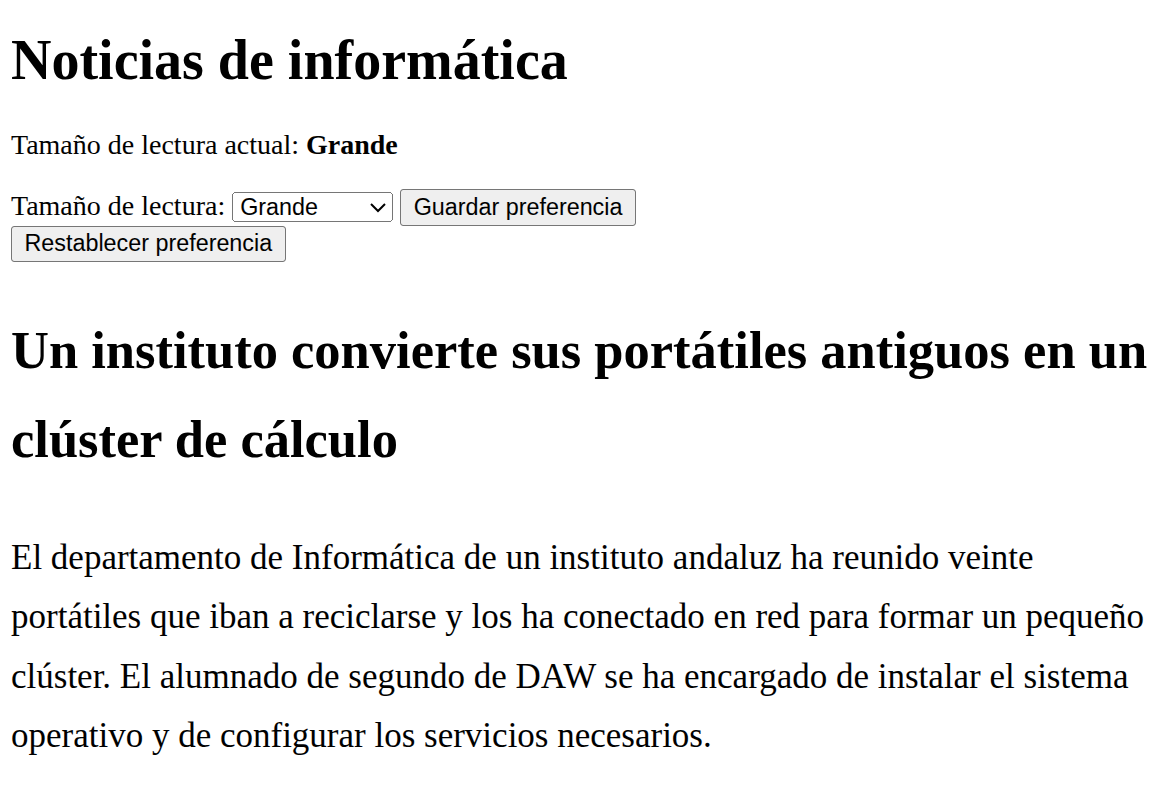 Noticias de informática
Tamaño de lectura actual: Grande
Tamaño de lectura: Grande Guardar preferencia
Restablecer preferencia
Un instituto convierte sus portátiles antiguos en un
clúster de cálculo
El departamento de Informática de un instituto andaluz ha reunido veinte
portátiles que iban a reciclarse y los ha conectado en red para formar un pequeño
clúster. El alumnado de segundo de DAW se ha encargado de instalar el sistema
operativo y de configurar los servicios necesarios.